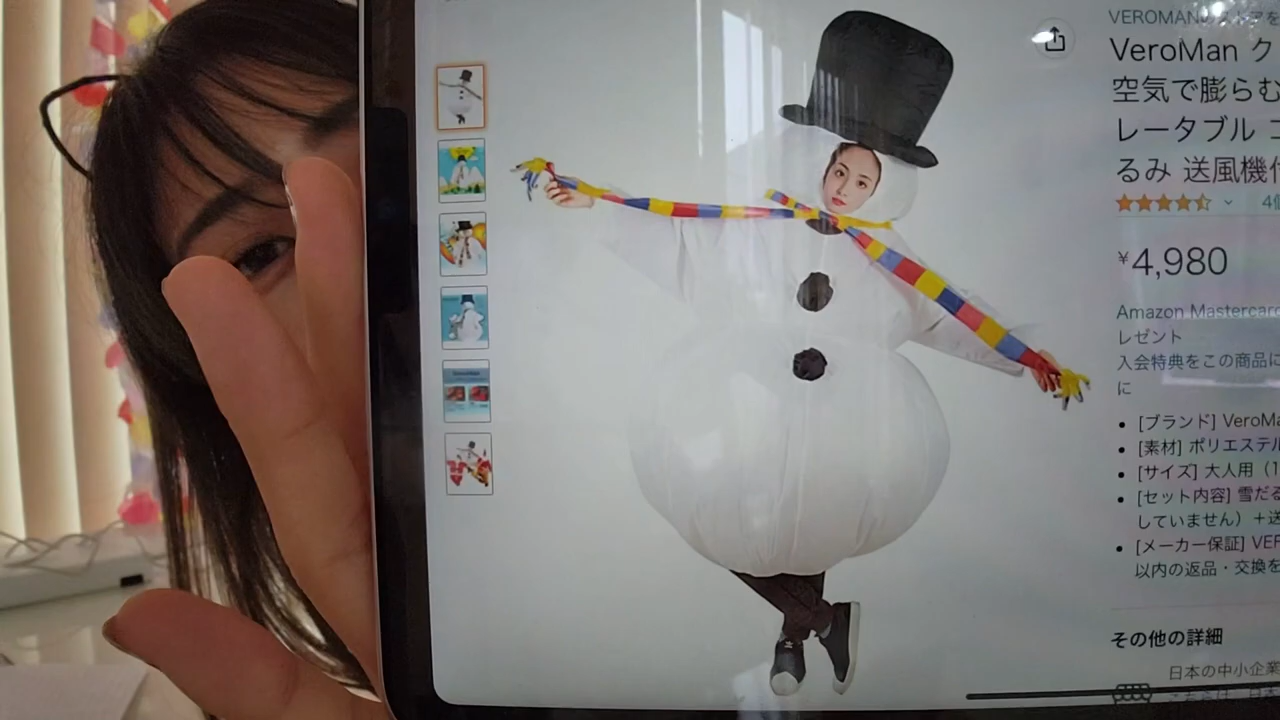 VEROMAN
VeroMan ク
空気で膨らむ
レータブル
るみ 送風機
4
¥4,980
Amazon Mastercard
レゼント
入会特典をこの商品に
に
[ブランド] VeroMa
[素材] ポリエステル
[サイズ] 大人用（1
[セット内容] 雪だる
していません）＋送
[メーカー保証] VER
以内の返品・交換を
その他の詳細
日本の中小企業